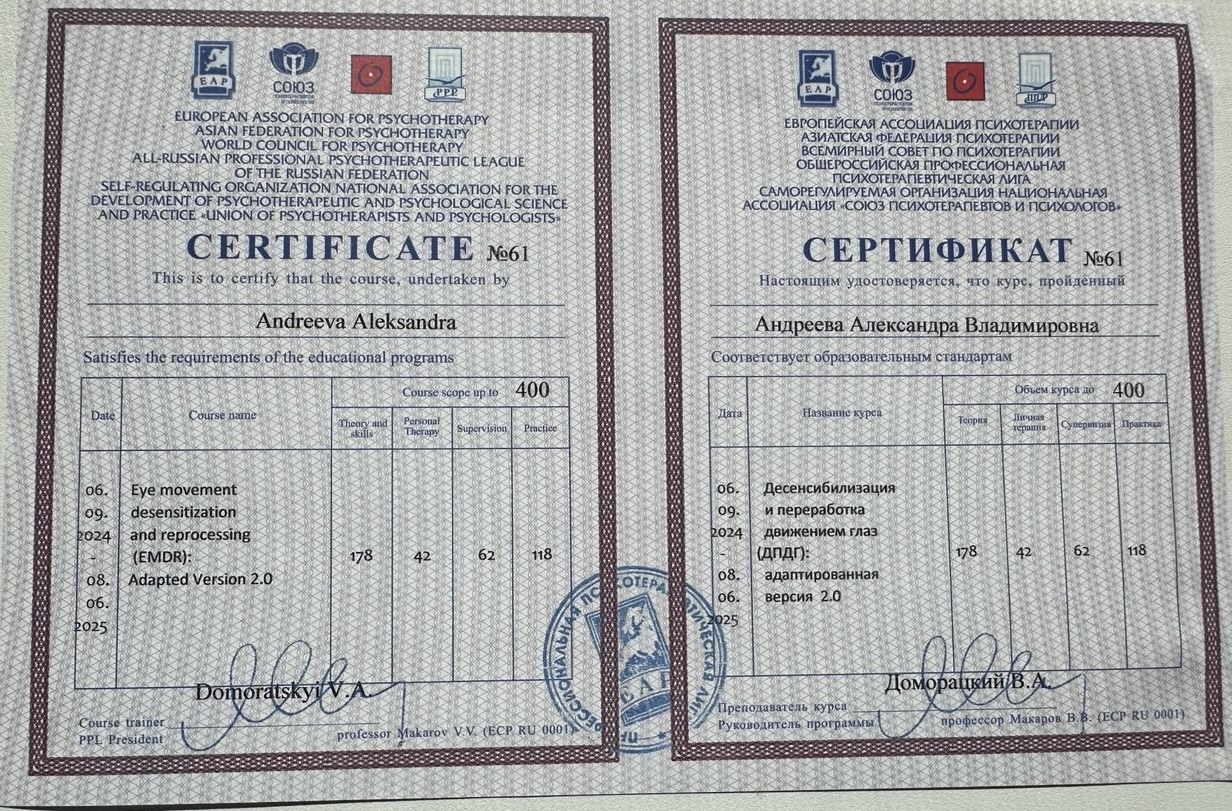 EAP
СОЮЗ
ПСИХОТЕРАПЕВТОВ
И ПСИХОЛОГОВ
PPL
EUROPEAN ASSOCIATION FOR PSYCHOTHERAPY
ASIAN FEDERATION FOR PSYCHOTHERAPY
WORLD COUNCIL FOR PSYCHOTHERAPY
ALL-RUSSIAN PROFESSIONAL PSYCHOTHERAPEUTIC LEAGUE
OF THE RUSSIAN FEDERATION
SELF-REGULATING ORGANIZATION NATIONAL ASSOCIATION FOR THE
DEVELOPMENT OF PSYCHOTHERAPEUTIC AND PSYCHOLOGICAL SCIENCE
AND PRACTICE «UNION OF PSYCHOTHERAPISTS AND PSYCHOLOGISTS»
CERTIFICATE №61
This is to certify that the course, undertaken by
Andreeva Aleksandra
Satisfies the requirements of the educational programs
Date
Course name
Course scope up to 400
Theory and
skills
Personal
Therapy
Supervision
Practice
06.
09.
2024
-
08.
06.
2025
Eye movement
desensitization
and reprocessing
(EMDR):
Adapted Version 2.0
178
42
62
118
Domoratskyi V.A.
Course trainer
PPL President
professor Makarov V.V. (ECP RU 0001)
EAP
СОЮЗ
ПСИХОТЕРАПЕВТОВ
И ПСИХОЛОГОВ
ППЛ
ЕВРОПЕЙСКАЯ АССОЦИАЦИЯ ПСИХОТЕРАПИИ
АЗИАТСКАЯ ФЕДЕРАЦИЯ ПСИХОТЕРАПИИ
ВСЕМИРНЫЙ СОВЕТ ПО ПСИХОТЕРАПИИ
ОБЩЕРОССИЙСКАЯ ПРОФЕССИОНАЛЬНАЯ
ПСИХОТЕРАПЕВТИЧЕСКАЯ ЛИГА
САМОРЕГУЛИРУЕМАЯ ОРГАНИЗАЦИЯ НАЦИОНАЛЬНАЯ
АССОЦИАЦИЯ «СОЮЗ ПСИХОТЕРАПЕВТОВ И ПСИХОЛОГОВ»
СЕРТИФИКАТ №61
Настоящим удостоверяется, что курс, пройденный
Андреева Александра Владимировна
Соответствует образовательным стандартам
Дата
Название курса
Объем курса до 400
Теория
Личная
терапия
Супервизия
Практика
06.
09.
2024
-
08.
06.
2025
Десенсибилизация
и переработка
движением глаз
(ДПДГ):
адаптированная
версия 2.0
178
42
62
118
Доморацкий В.А.
Преподаватель курса
Руководитель программы
профессор Макаров В.В. (ECP RU 0001)
ПСИХОТЕРАПЕВТИЧЕСКАЯ
EAP